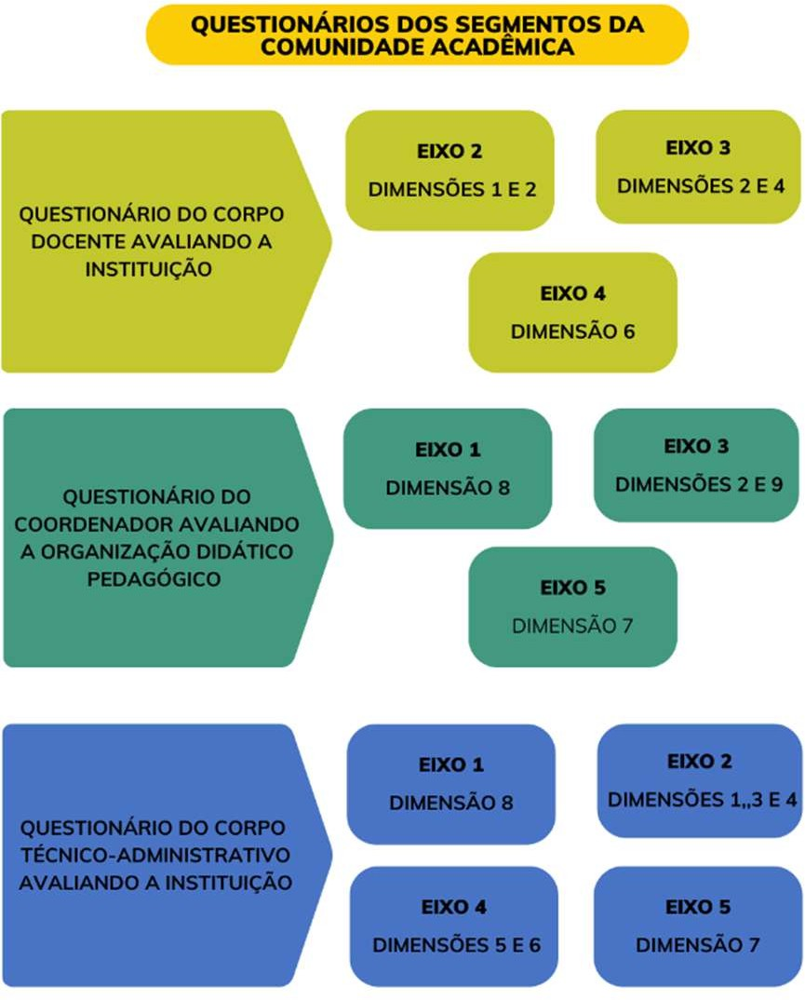 QUESTIONÁRIOS DOS SEGMENTOS DA
COMUNIDADE ACADÊMICA
QUESTIONÁRIO DO CORPO
DOCENTE AVALIANDO A
INSTITUIÇÃO
EIXO 2
DIMENSÕES 1 E 2
EIXO 3
DIMENSÕES 2 E 4
EIXO 4
DIMENSÃO 6
QUESTIONÁRIO DO
COORDENADOR AVALIANDO
A ORGANIZAÇÃO DIDÁTICO
PEDAGÓGICO
EIXO 1
DIMENSÃO 8
EIXO 3
DIMENSÕES 2 E 9
EIXO 5
DIMENSÃO 7
QUESTIONÁRIO DO CORPO
TÉCNICO-ADMINISTRATIVO
AVALIANDO A INSTITUIÇÃO
EIXO 1
DIMENSÃO 8
EIXO 2
DIMENSÕES 1,,3 E 4
EIXO 4
DIMENSÕES 5 E 6
EIXO 5
DIMENSÃO 7